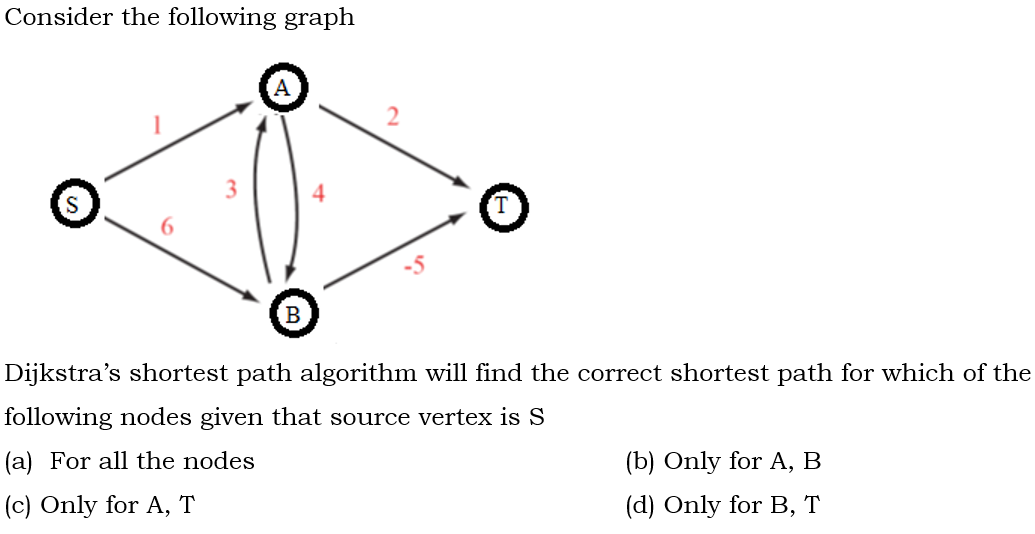 Consider the following graph
A
1
2
3
4
S
T
6
-5
B
Dijkstra’s shortest path algorithm will find the correct shortest path for which of the
following nodes given that source vertex is S
(a) For all the nodes
(b) Only for A, B
(c) Only for A, T
(d) Only for B, T